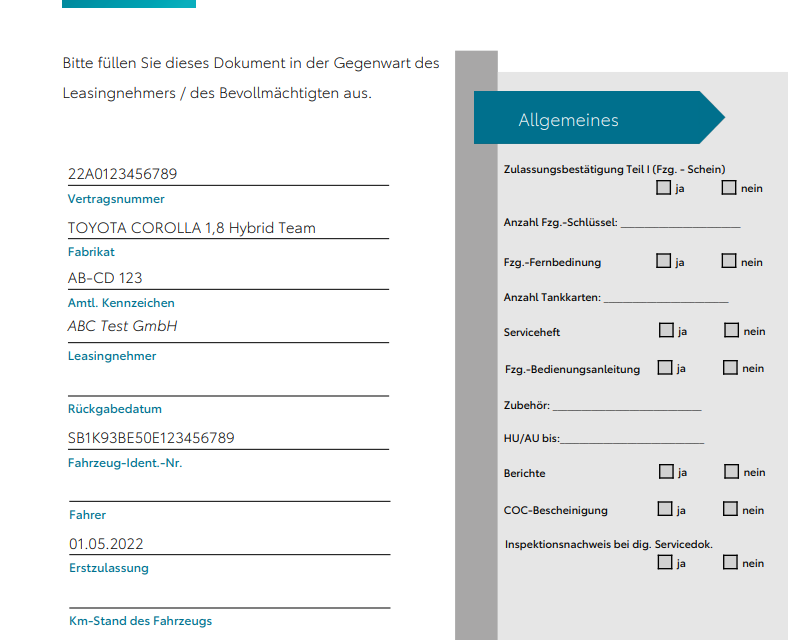 Bitte füllen Sie dieses Dokument in der Gegenwart des
Leasingnehmers / des Bevollmächtigten aus.
22A0123456789
Vertragsnummer
TOYOTA COROLLA 1,8 Hybrid Team
Fabrikat
AB-CD 123
Amtl. Kennzeichen
ABC Test GmbH
Leasingnehmer
Rückgabedatum
SB1K93BE50E123456789
Fahrzeug-Ident.-Nr.
Fahrer
01.05.2022
Erstzulassung
Km-Stand des Fahrzeugs
Allgemeines
Zulassungsbestätigung Teil I (Fzg. - Schein)
ja nein
Anzahl Fzg.-Schlüssel: ____________________
Fzg.-Fernbedinung ja nein
Anzahl Tankkarten: _____________________
Serviceheft ja nein
Fzg.-Bedienungsanleitung ja nein
Zubehör: _________________________
HU/AU bis:________________________
Berichte ja nein
COC-Bescheinigung ja nein
Inspektionsnachweis bei dig. Servicedok.
ja nein